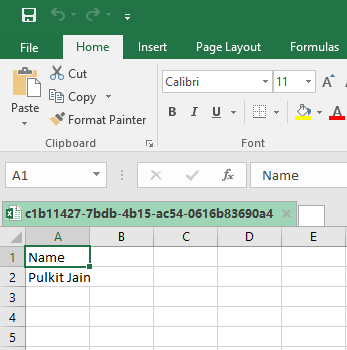 File Home Insert Page Layout Formulas
Cut
Copy
Format Painter
Paste
Clipboard
Calibri 11 A A
B I U A
Font
A1 fx Name
c1b11427-7bdb-4b15-ac54-0616b83690a4
A B C D E
1 Name
2 Pulkit Jain
3
4
5